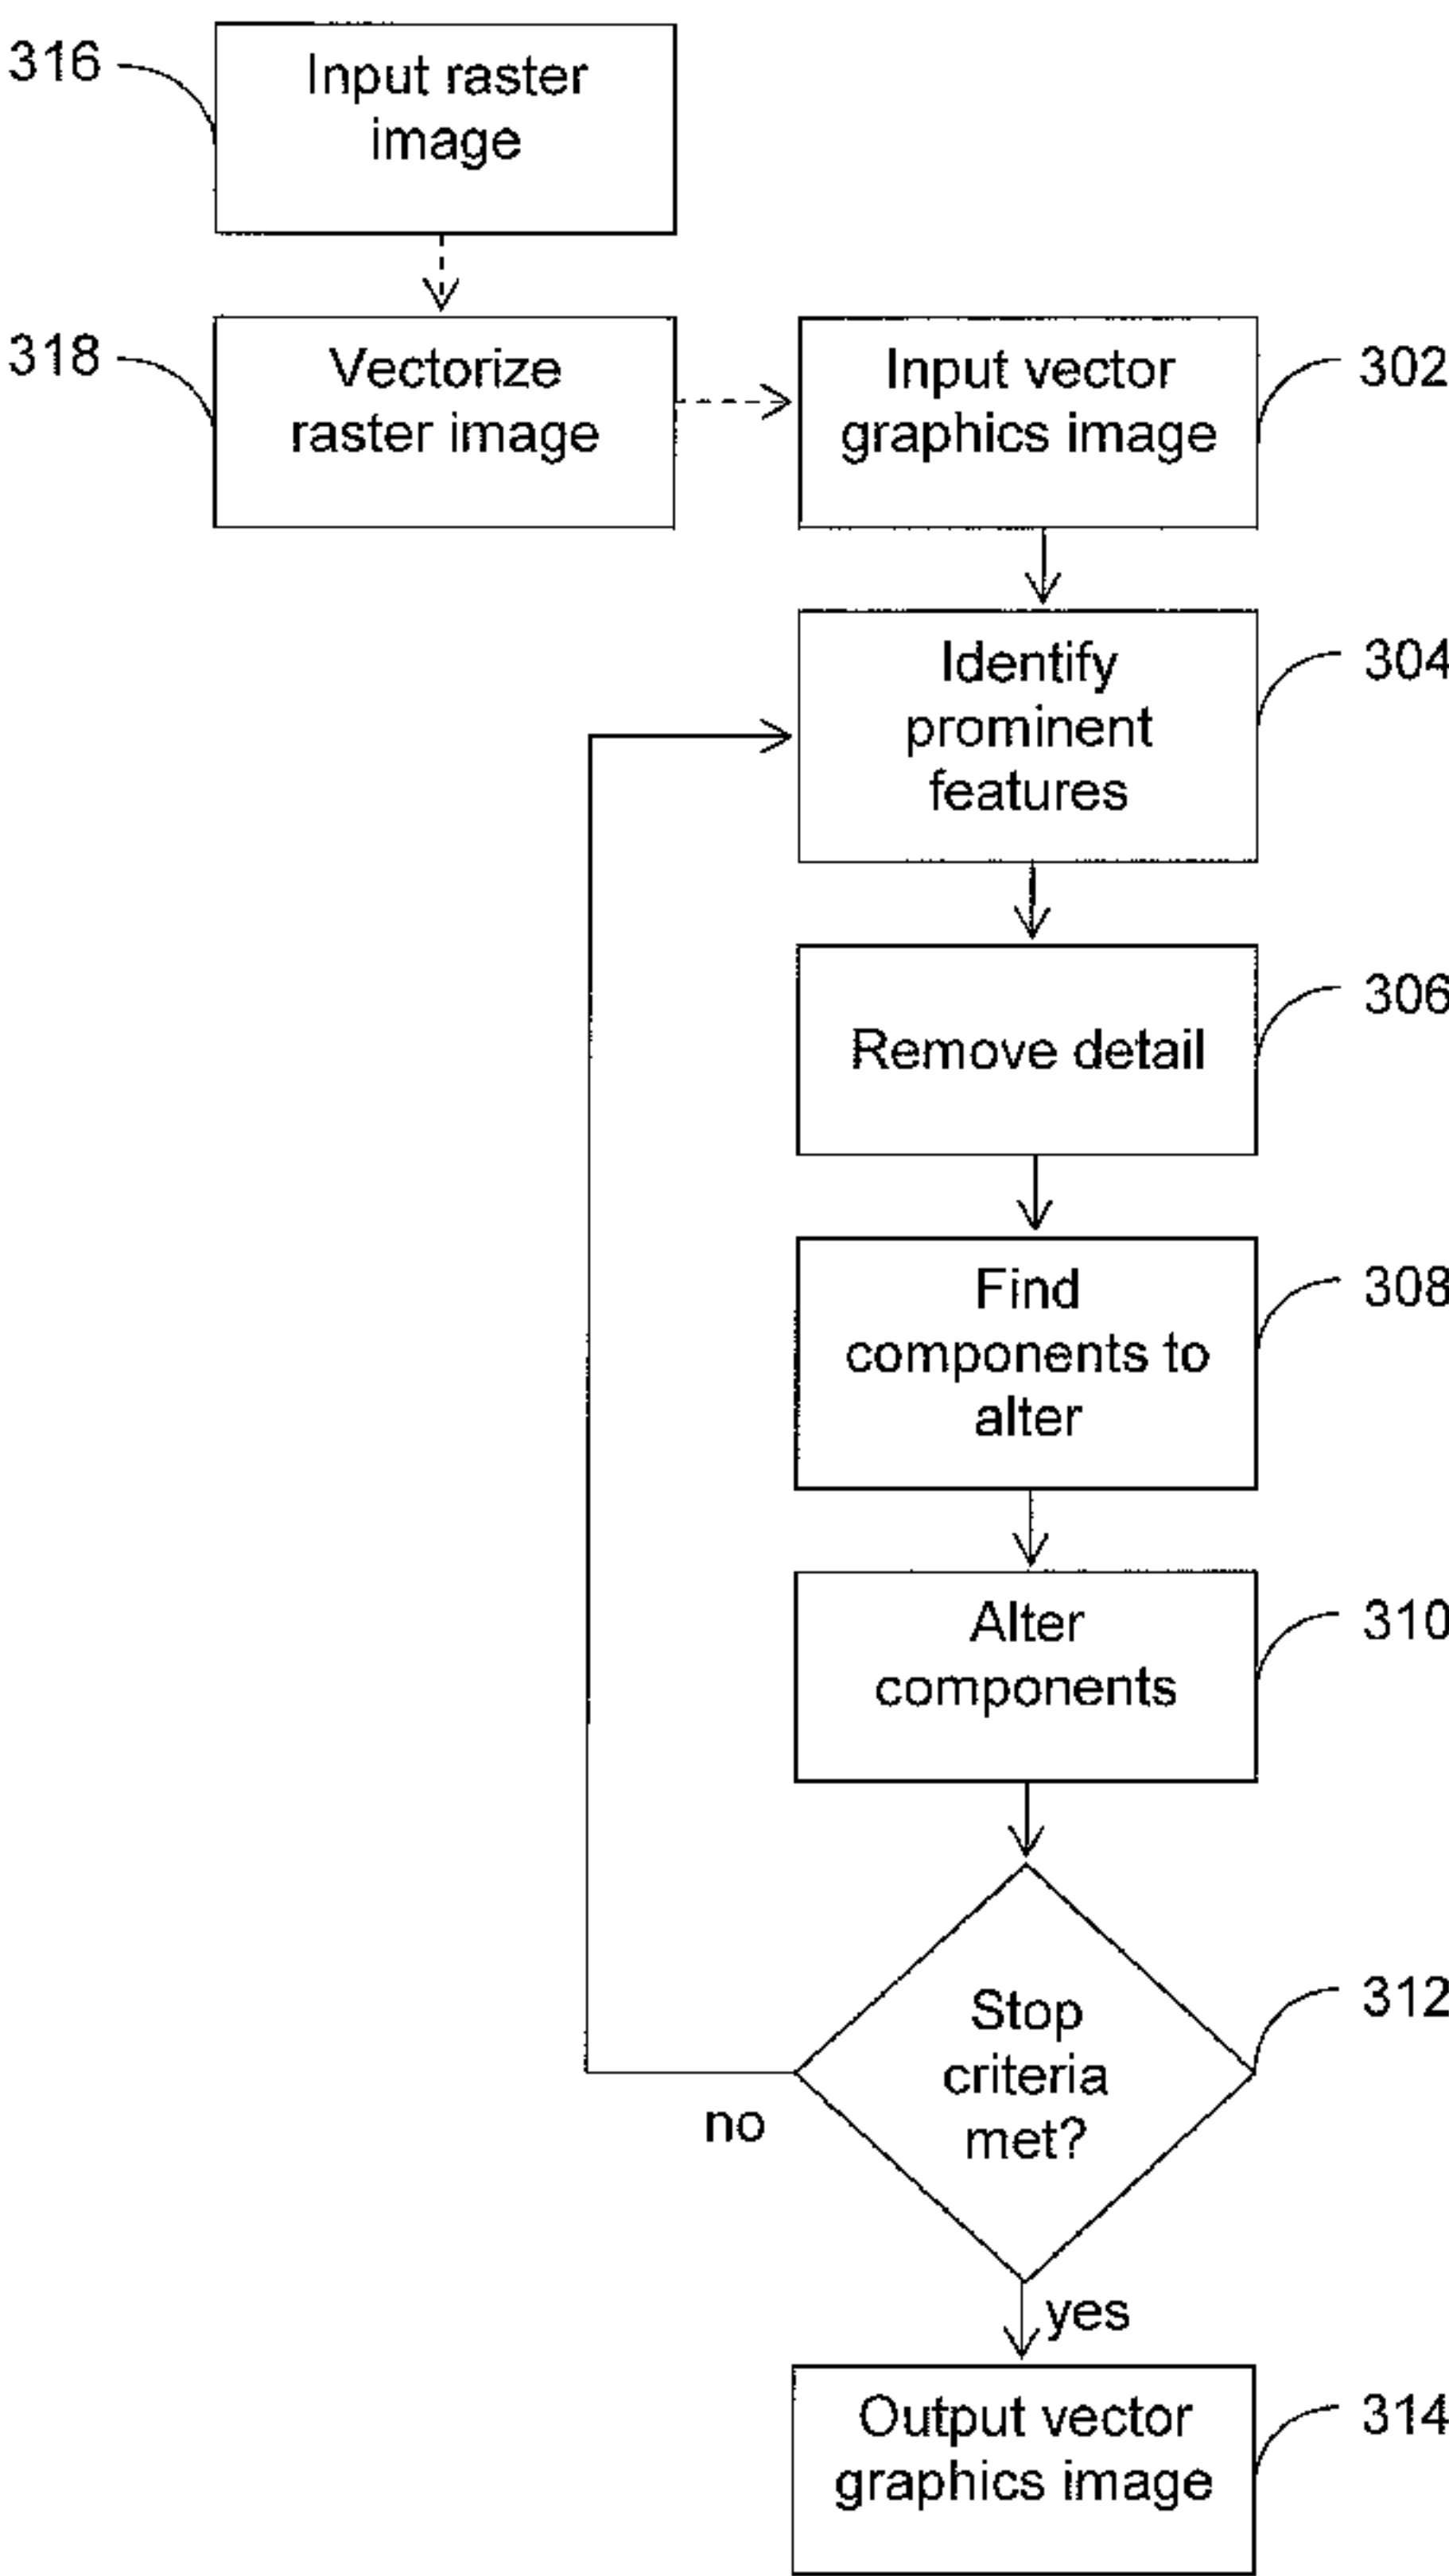 316
Input raster
image
318
Vectorize
raster image
Input vector
graphics image
302
Identify
prominent
features
304
Remove detail
306
Find
components to
alter
308
Alter
components
310
Stop
criteria
met?
312
no
yes
Output vector
graphics image
314